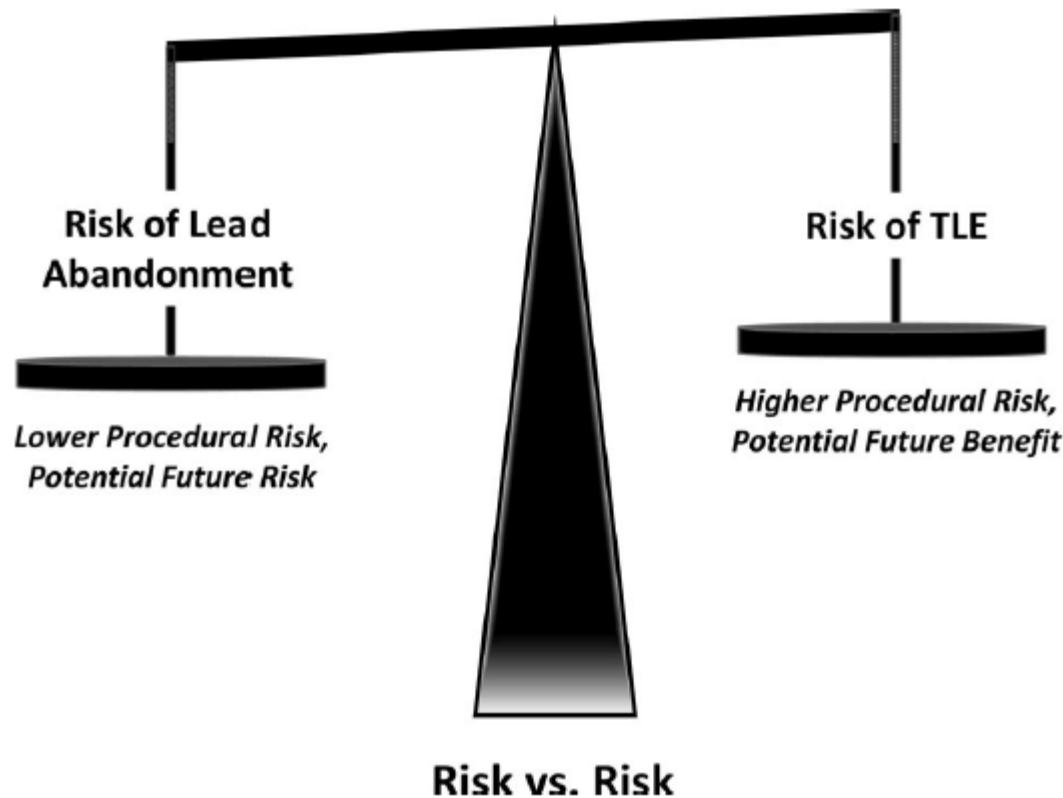 Risk of Lead
Abandonment
Lower Procedural Risk,
Potential Future Risk
Risk of TLE
Higher Procedural Risk,
Potential Future Benefit
Risk vs. Risk